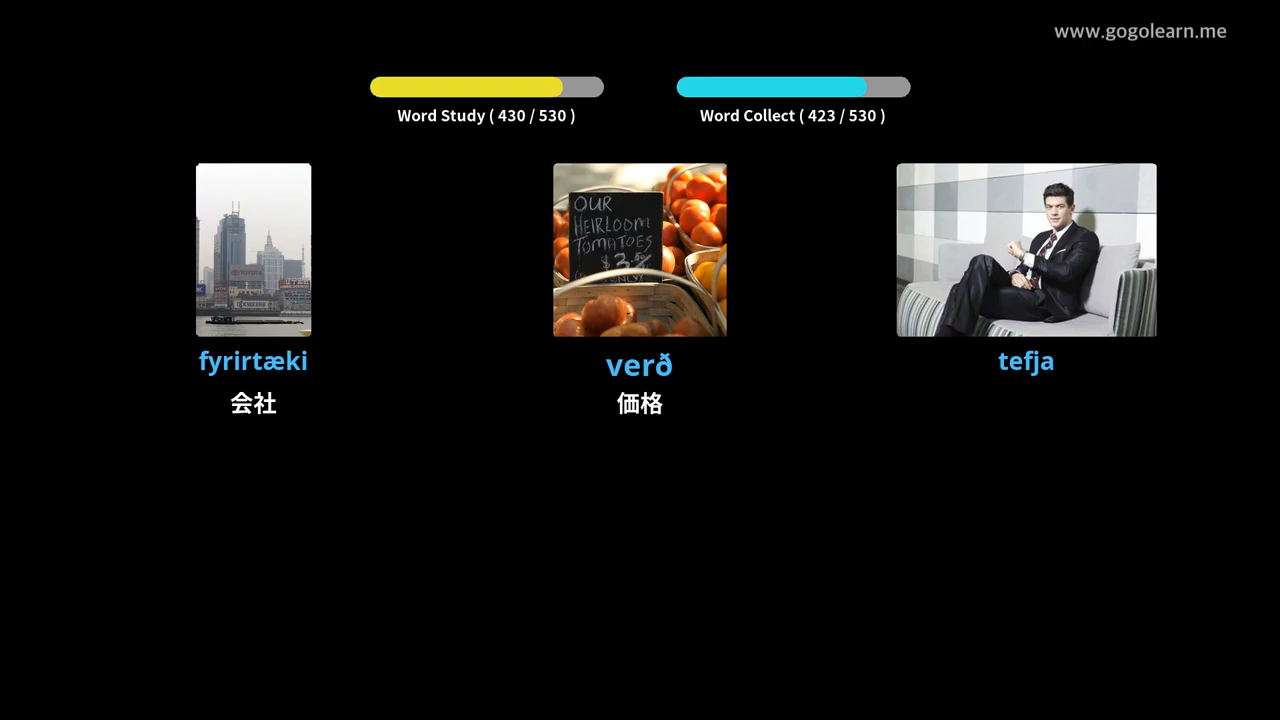 www.gogolearn.me
Word Study ( 430 / 530 )
Word Collect ( 423 / 530 )
TOYOTA
OUR
HEIRLOOM
TOMATOES
fyrirtæki
verð
tefja
会社
価格